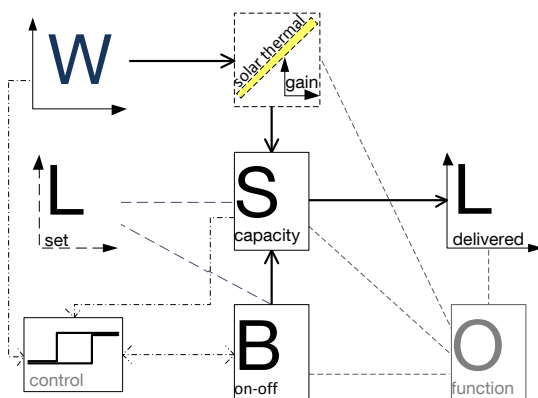 W
solar thermal
gain
L
set
S
capacity
L
delivered
control
B
on-off
O
function